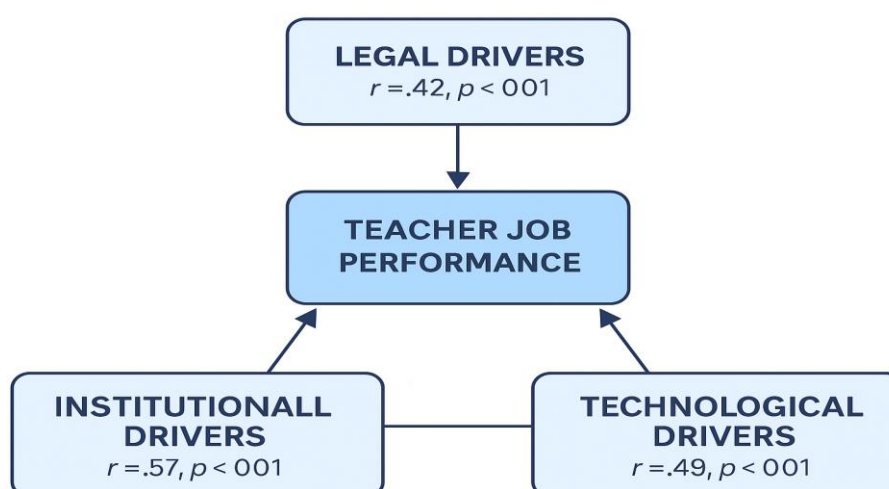 LEGAL DRIVERS
r =.42, p < 001
TEACHER JOB
PERFORMANCE
INSTITUTIONALL
DRIVERS
r =.57, p < 001
TECHNOLOGICAL
DRIVERS
r =.49, p < 001